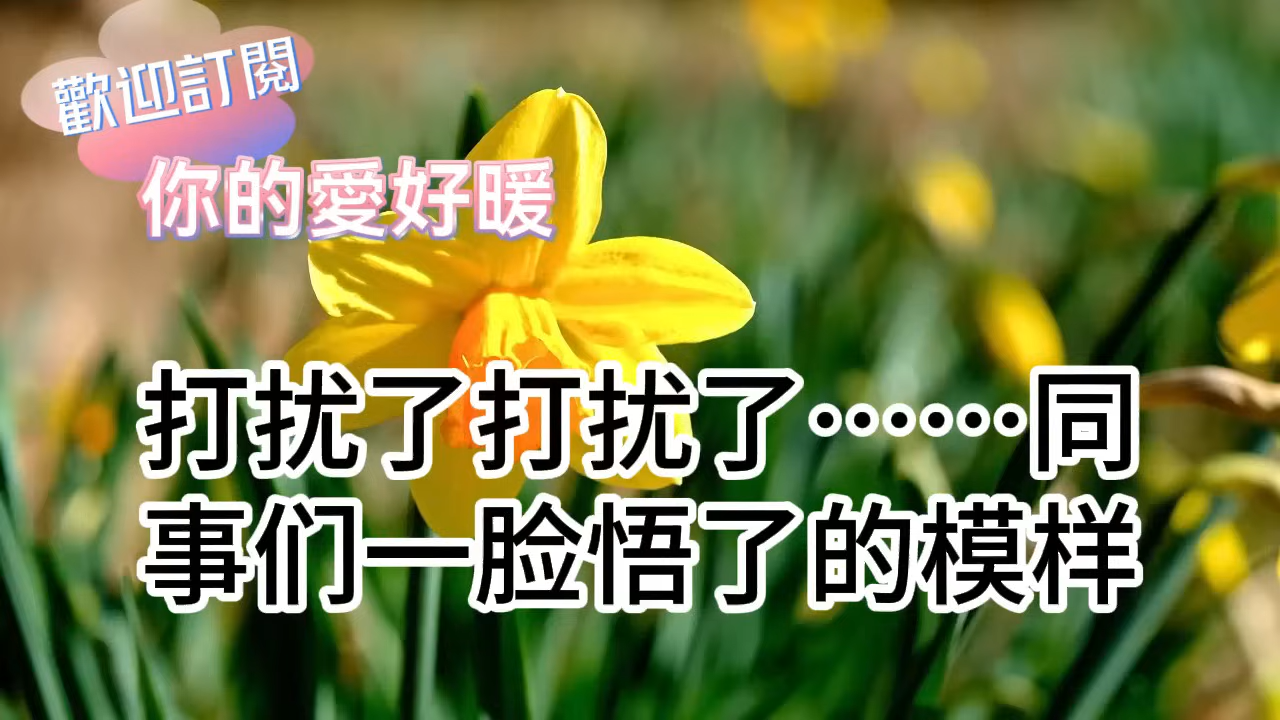 歡迎訂閱
你的愛好暖
打扰了打扰了……同
事们一脸悟了的模样